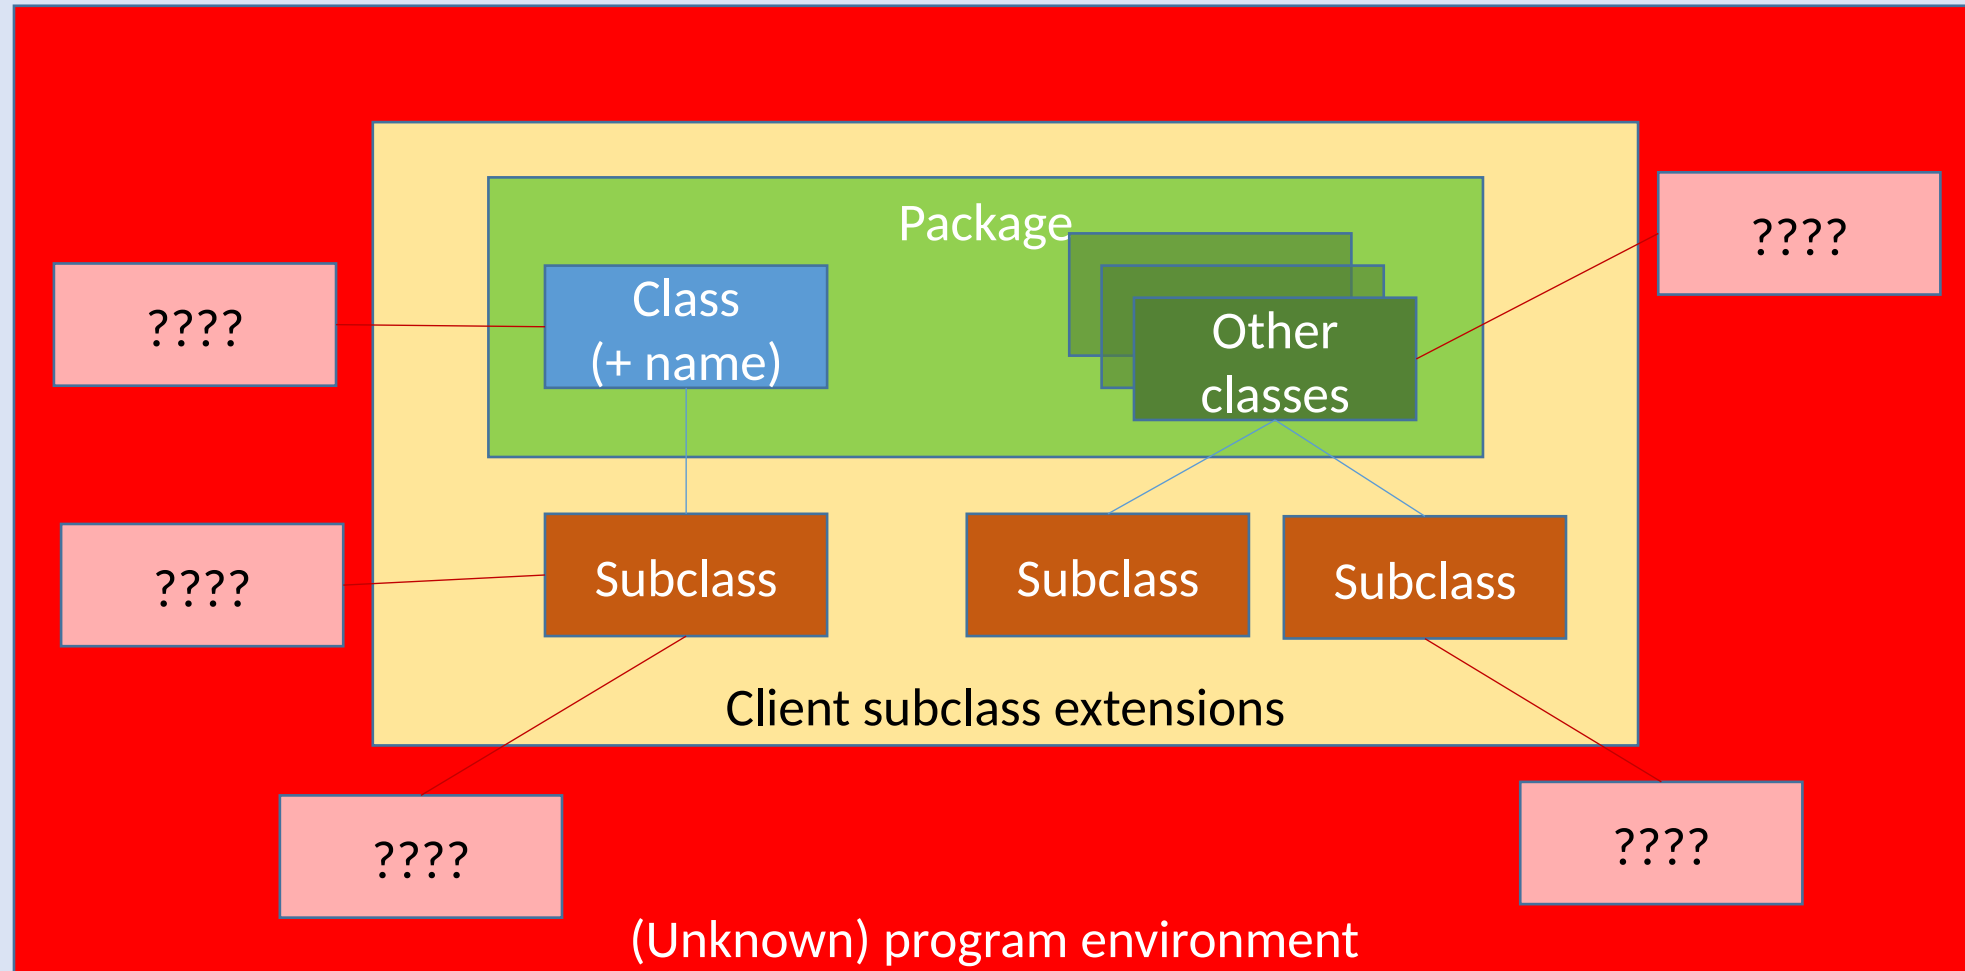 Package
????
????
Class
(+ name)
Other
classes
????
Subclass
Subclass
Subclass
Client subclass extensions
????
????
(Unknown) program environment